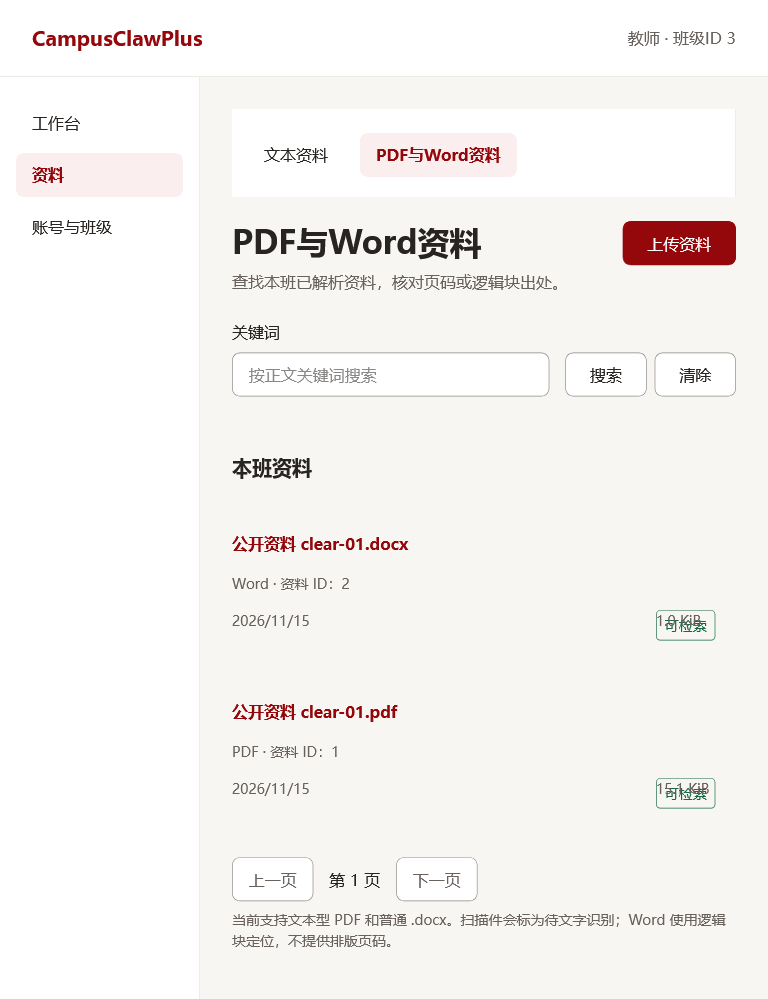 CampusClawPlus
教师 · 班级ID 3
工作台
资料
账号与班级
文本资料
PDF与Word资料
PDF与Word资料
上传资料
查找本班已解析资料，核对页码或逻辑块出处。
关键词
按正文关键词搜索
搜索
清除
本班资料
公开资料 clear-01.docx
Word · 资料 ID：2
2026/11/15
1.0 KiB
可检索
公开资料 clear-01.pdf
PDF · 资料 ID：1
2026/11/15
15.1 KiB
可检索
上一页
第 1 页
下一页
当前支持文本型 PDF 和普通 .docx。扫描件会标为待文字识别；Word 使用逻辑
块定位，不提供排版页码。